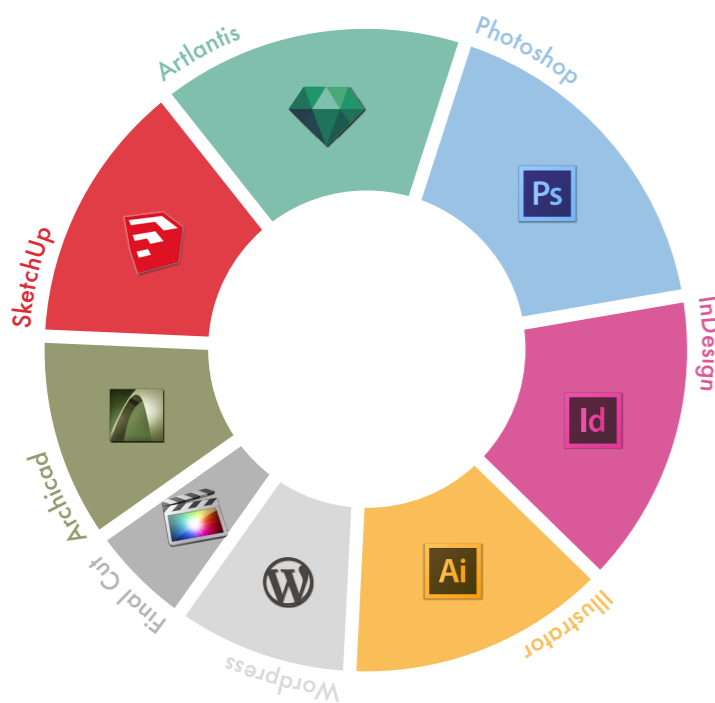 Artlantis
Photoshop
Ps
SketchUp
InDesign
Id
Archicad
Final Cut
Ai
W
Illustrator
Wordpress